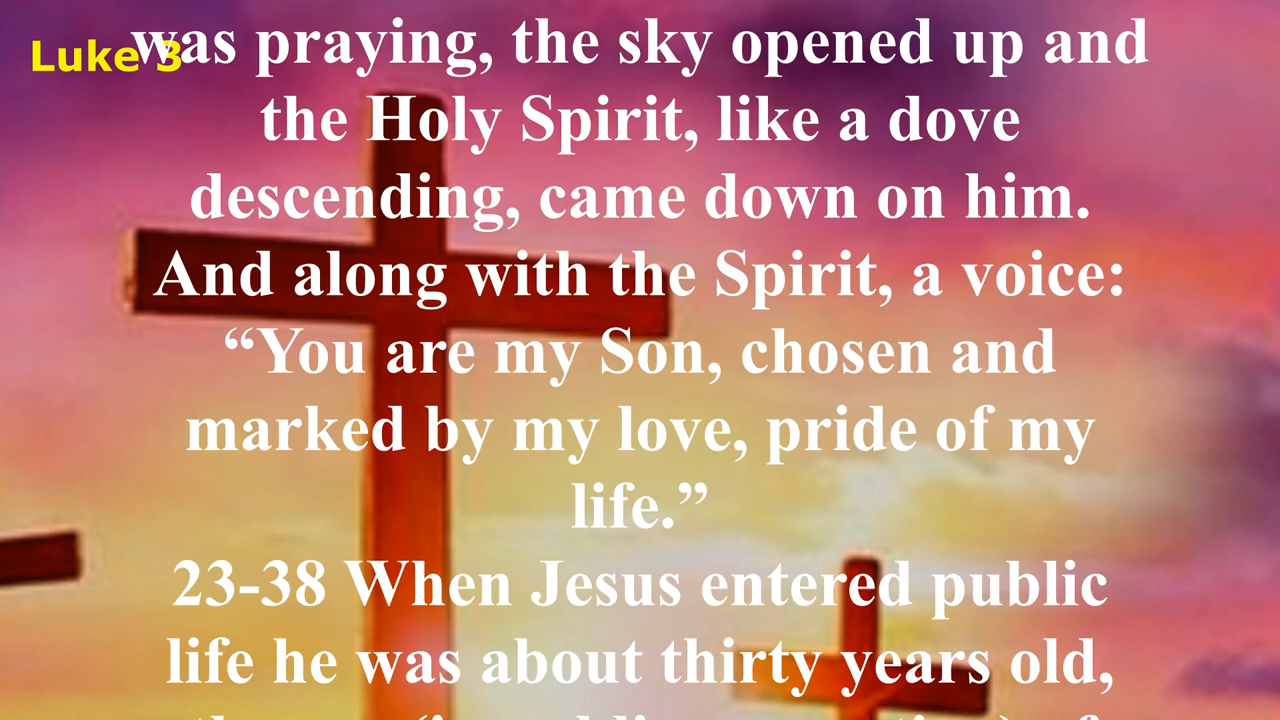 Luke 3
was praying, the sky opened up and
the Holy Spirit, like a dove
descending, came down on him.
And along with the Spirit, a voice:
“You are my Son, chosen and
marked by my love, pride of my
life.”
23-38 When Jesus entered public
life he was about thirty years old,